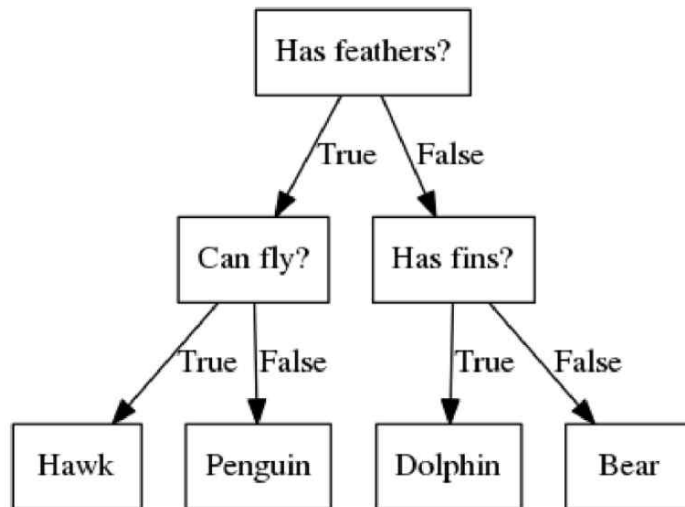 Has feathers?
True
False
Can fly?
Has fins?
True
False
True
False
Hawk
Penguin
Dolphin
Bear